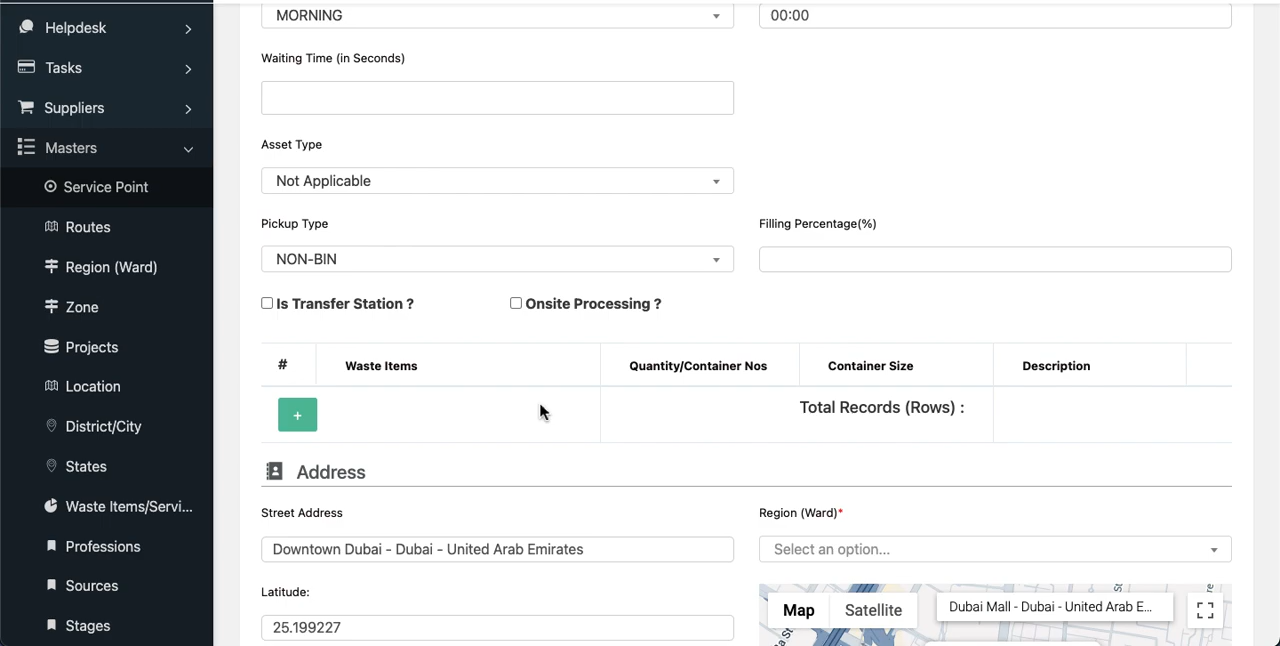 Helpdesk
Tasks
Suppliers
Masters
Service Point
Routes
Region (Ward)
Zone
Projects
Location
District/City
States
Waste Items/Servi...
Professions
Sources
Stages
MORNING
00:00
Waiting Time (in Seconds)
Asset Type
Not Applicable
Pickup Type
Filling Percentage(%)
NON-BIN
Is Transfer Station ?
Onsite Processing ?
# Waste Items Quantity/Container Nos Container Size Description
+ Total Records (Rows) :
Address
Street Address
Region (Ward)*
Downtown Dubai - Dubai - United Arab Emirates
Select an option...
Latitude:
25.199227
Map Satellite
Dubai Mall - Dubai - United Arab E...